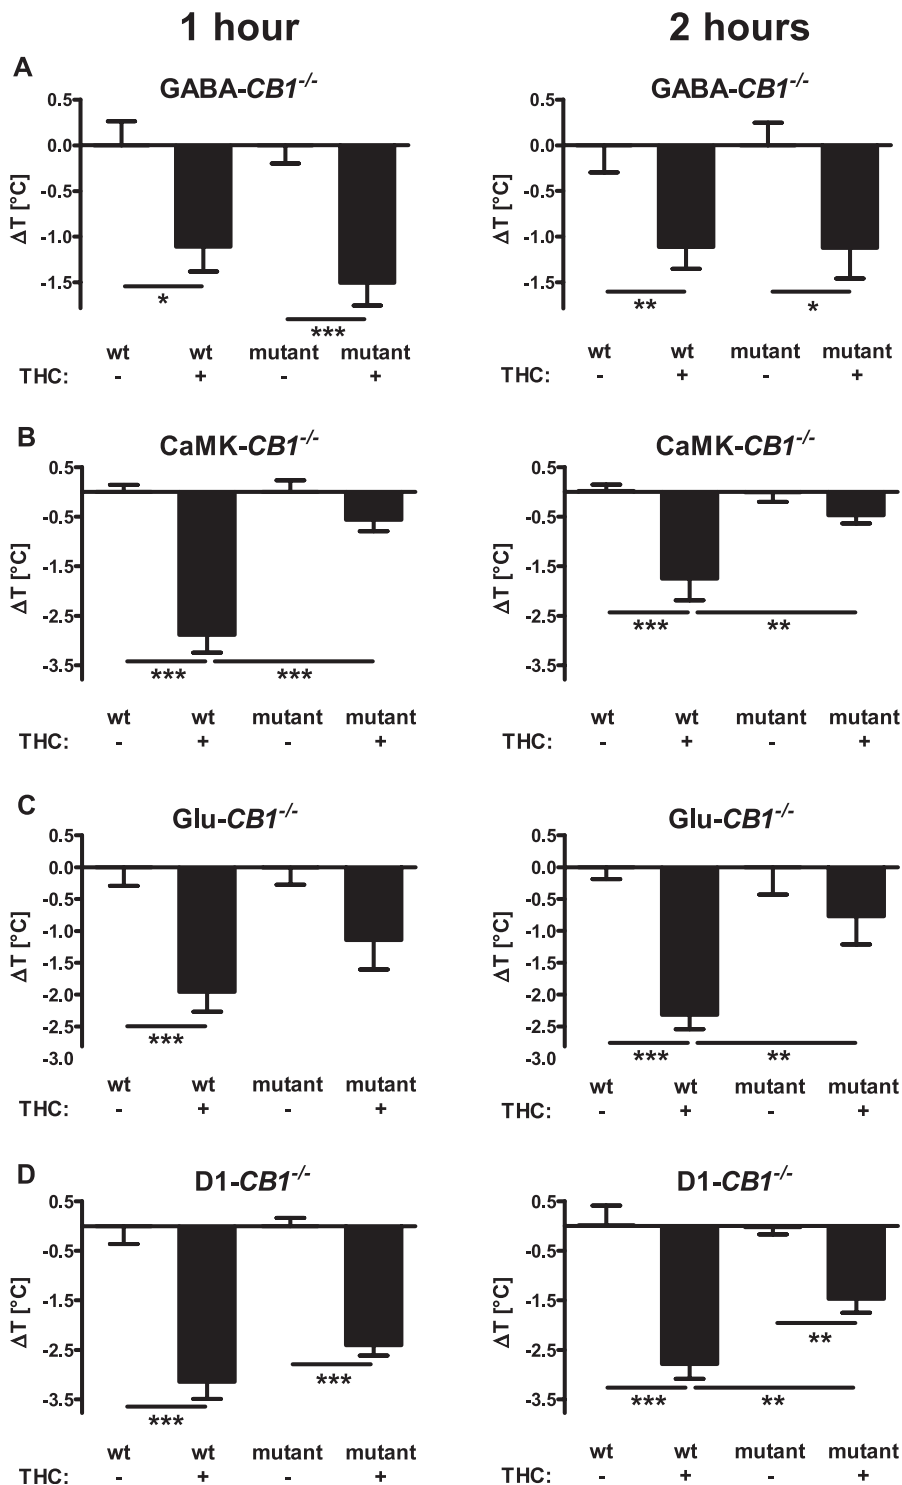 1 hour
2 hours
A
GABA-CB1-/-
0.5
0.0
-0.5
-1.0
-1.5
ΔT [°C]
*
***
wt wt mutant mutant
THC: - + - +
GABA-CB1-/-
0.5
0.0
-0.5
-1.0
-1.5
ΔT [°C]
**
*
wt wt mutant mutant
THC: - + - +
B
CaMK-CB1-/-
0.5
-0.5
-1.5
-2.5
-3.5
ΔT [°C]
*** ***
wt wt mutant mutant
THC: - + - +
CaMK-CB1-/-
0.5
-0.5
-1.5
-2.5
-3.5
ΔT [°C]
*** **
wt wt mutant mutant
THC: - + - +
C
Glu-CB1-/-
0.5
0.0
-0.5
-1.0
-1.5
-2.0
-2.5
-3.0
ΔT [°C]
***
wt wt mutant mutant
THC: - + - +
Glu-CB1-/-
0.5
0.0
-0.5
-1.0
-1.5
-2.0
-2.5
-3.0
ΔT [°C]
*** **
wt wt mutant mutant
THC: - + - +
D
D1-CB1-/-
0.5
-0.5
-1.5
-2.5
-3.5
ΔT [°C]
***
***
wt wt mutant mutant
THC: - + - +
D1-CB1-/-
0.5
-0.5
-1.5
-2.5
-3.5
ΔT [°C]
**
*** **
wt wt mutant mutant
THC: - + - +